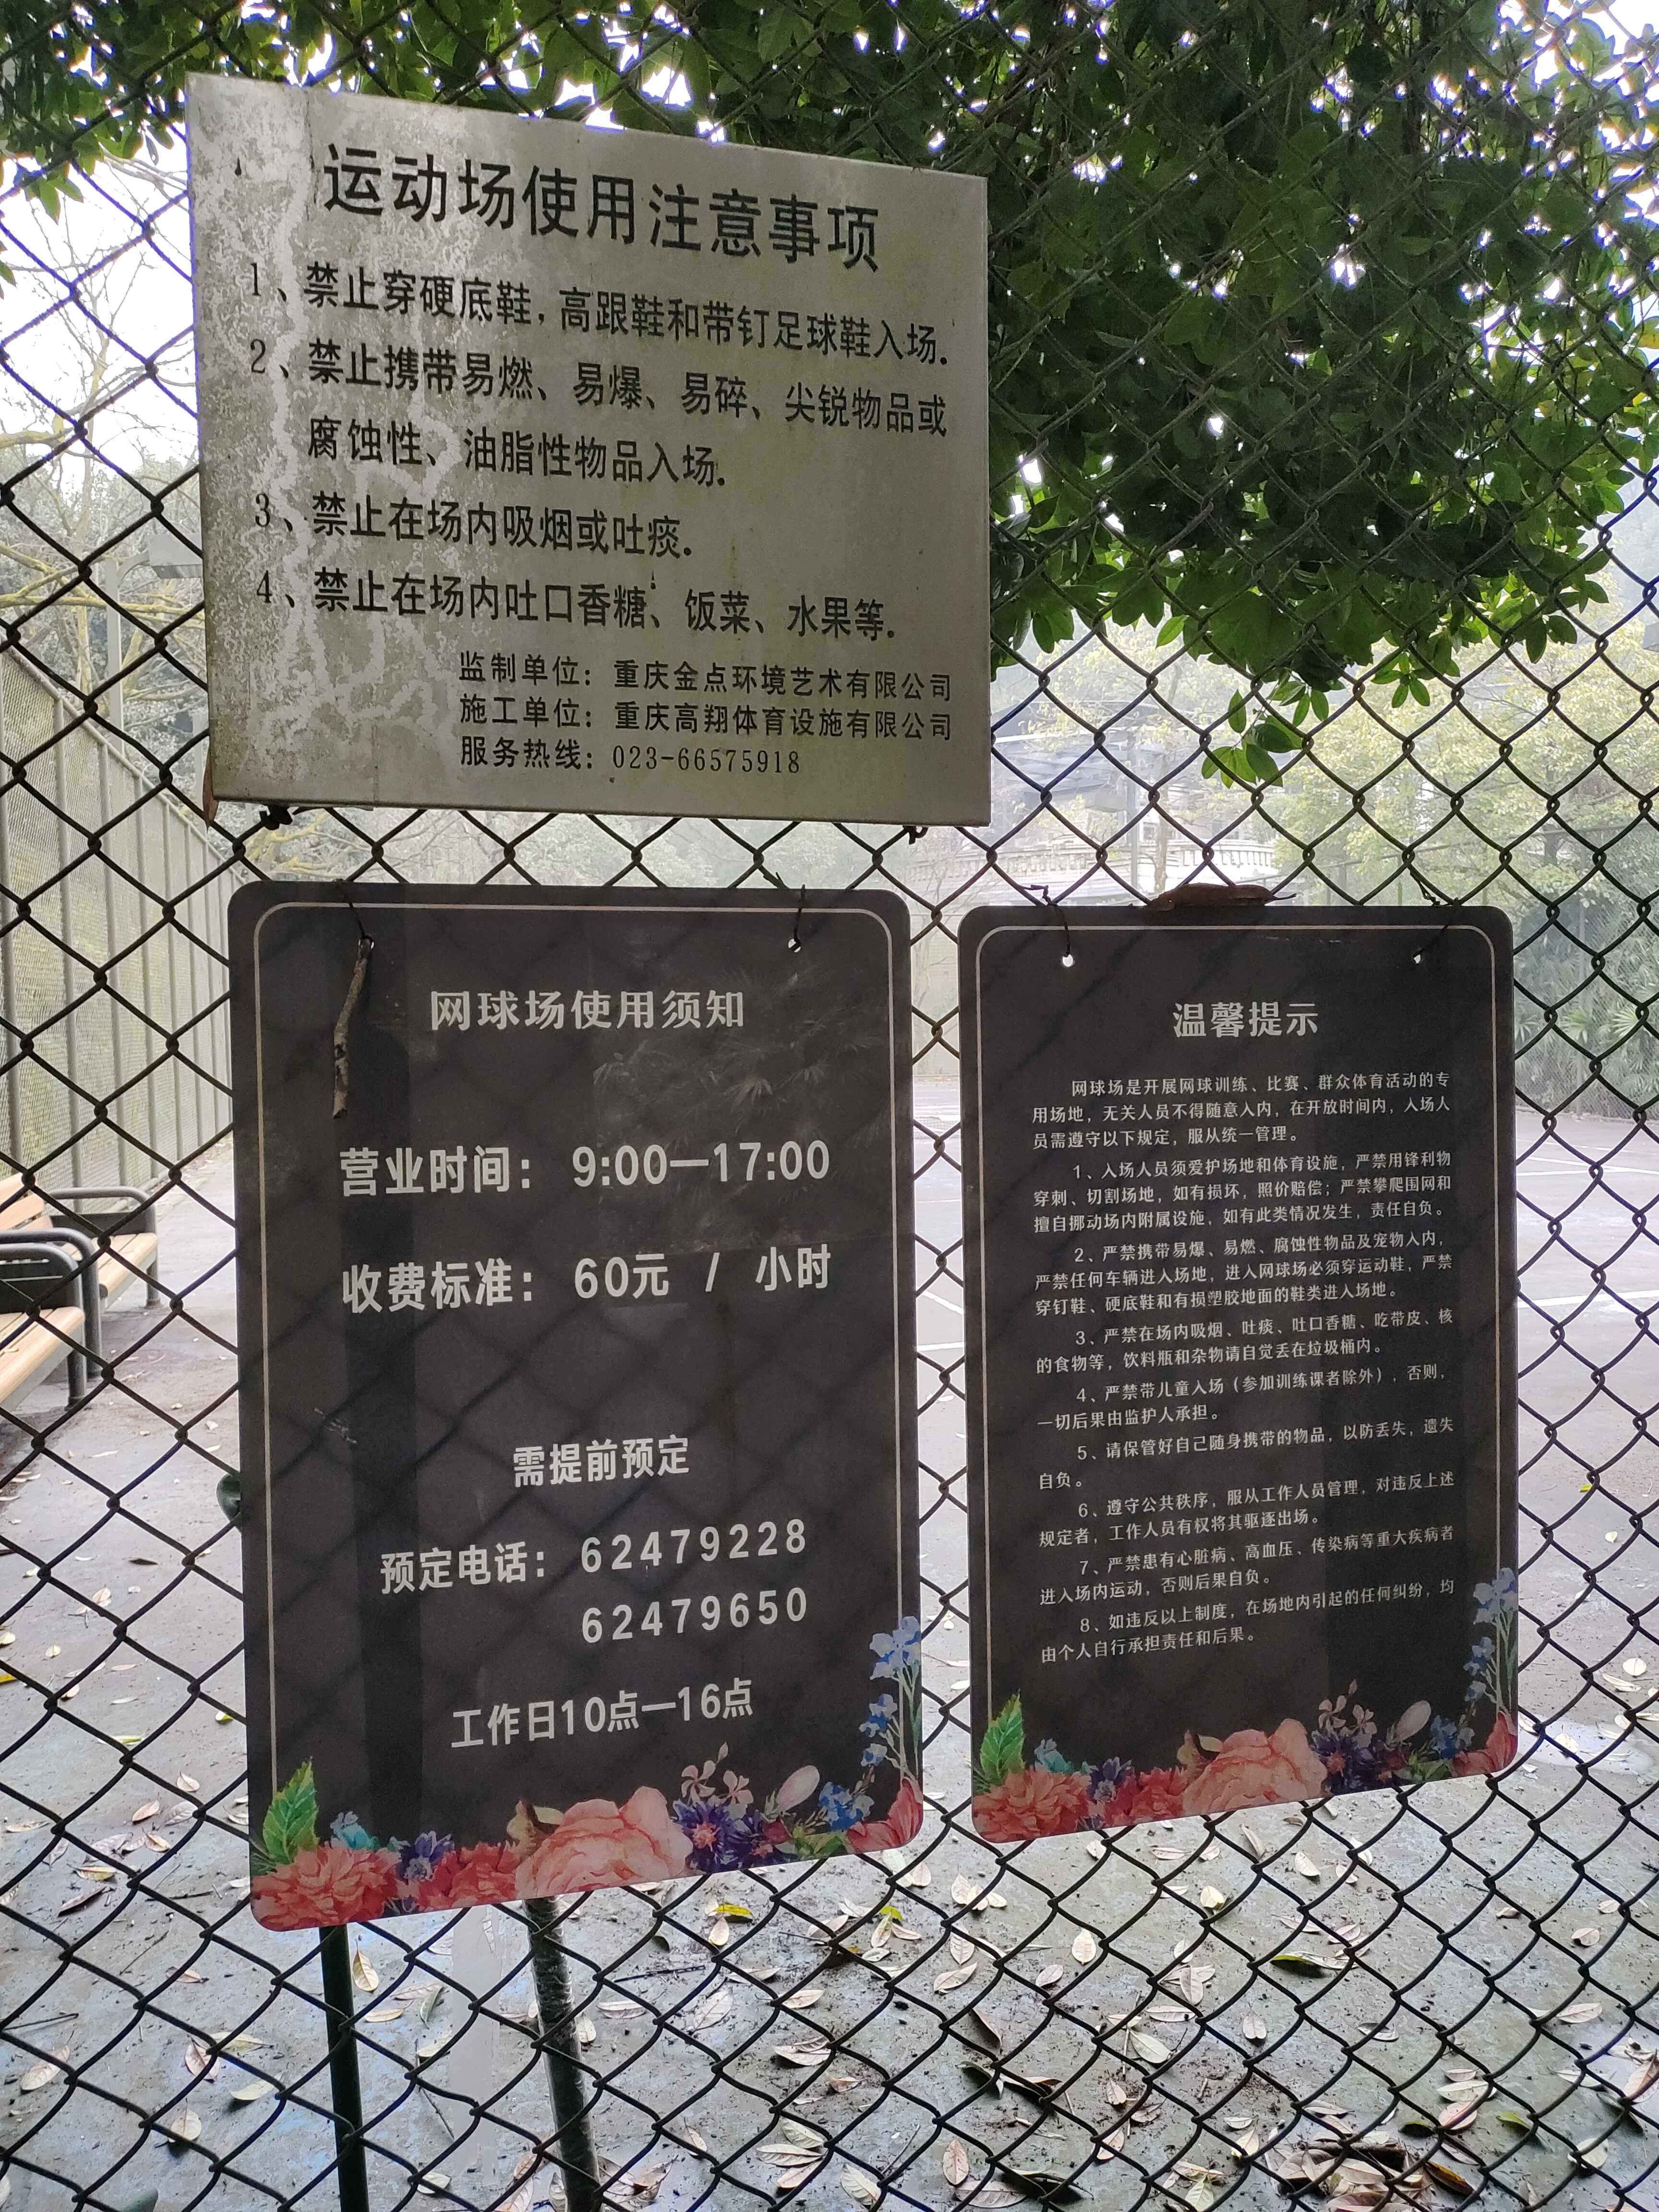 运动场使用注意事项
1、禁止穿硬底鞋,高跟鞋和带钉足球鞋入场.
2、禁止携带易燃、易爆、易碎、尖锐物品或
腐蚀性、油脂性物品入场.
3、禁止在场内吸烟或吐痰.
4、禁止在场内吐口香糖、饭菜、水果等.
监制单位：重庆金点环境艺术有限公司
施工单位：重庆高翔体育设施有限公司
服务热线：023-66575918
网球场使用须知
营业时间： 9:00—17:00
收费标准： 60元 / 小时
需提前预定
预定电话： 62479228
62479650
工作日10点—16点
温馨提示
网球场是开展网球训练、比赛、群众体育活动的专
用场地，无关人员不得随意入内，在开放时间内，入场人
员需遵守以下规定，服从统一管理。
1、入场人员须爱护场地和体育设施，严禁用锋利物
穿刺、切割场地，如有损坏，照价赔偿；严禁攀爬围网和
擅自挪动场内附属设施，如有此类情况发生，责任自负。
2、严禁携带易爆、易燃、腐蚀性物品及宠物入内，
严禁任何车辆进入场地，进入网球场必须穿运动鞋，严禁
穿钉鞋、硬底鞋和有损塑胶地面的鞋类进入场地。
3、严禁在场内吸烟、吐痰、吐口香糖、吃带皮、核
的食物等，饮料瓶和杂物请自觉丢在垃圾桶内。
4、严禁带儿童入场（参加训练课者除外），否则，
一切后果由监护人承担。
5、请保管好自己随身携带的物品，以防丢失，遗失
自负。
6、遵守公共秩序，服从工作人员管理，对违反上述
规定者，工作人员有权将其驱逐出场。
7、严禁患有心脏病、高血压、传染病等重大疾病者
进入场内运动，否则后果自负。
8、如违反以上制度，在场地内引起的任何纠纷，均
由个人自行承担责任和后果。